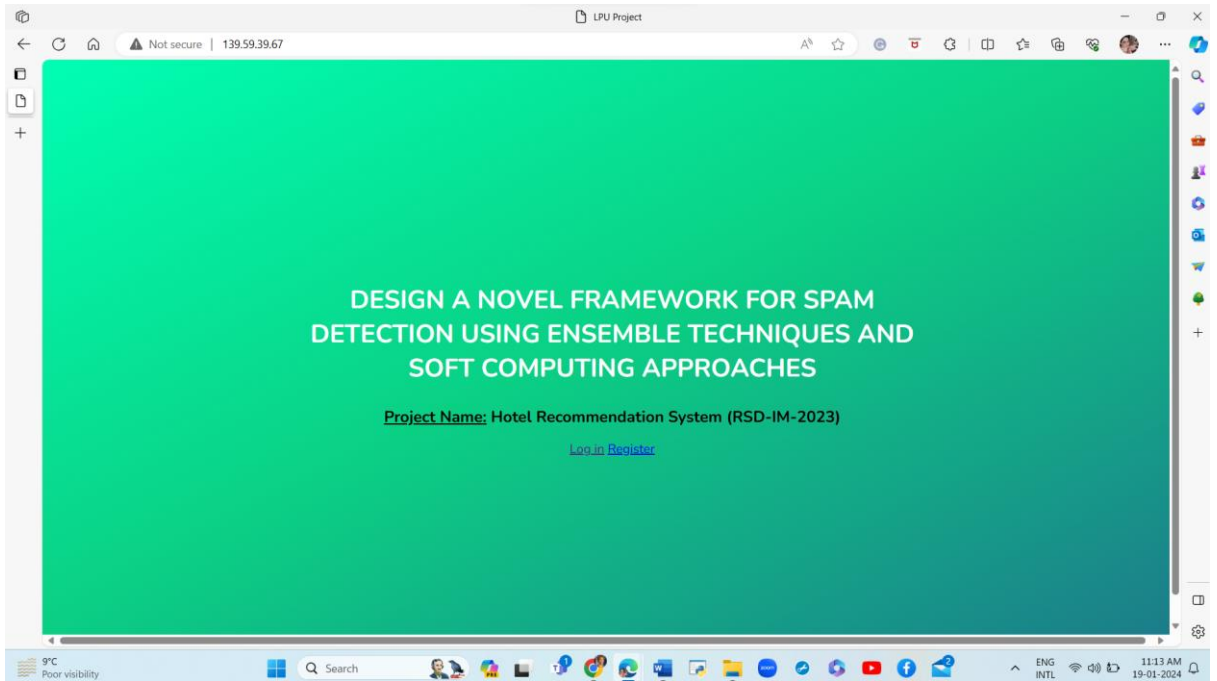 LPU Project
Not secure | 139.59.39.67
DESIGN A NOVEL FRAMEWORK FOR SPAM
DETECTION USING ENSEMBLE TECHNIQUES AND
SOFT COMPUTING APPROACHES
Project Name: Hotel Recommendation System (RSD-IM-2023)
Log in Register
9°C
Poor visibility
Search
ENG
INTL
11:13 AM
19-01-2024